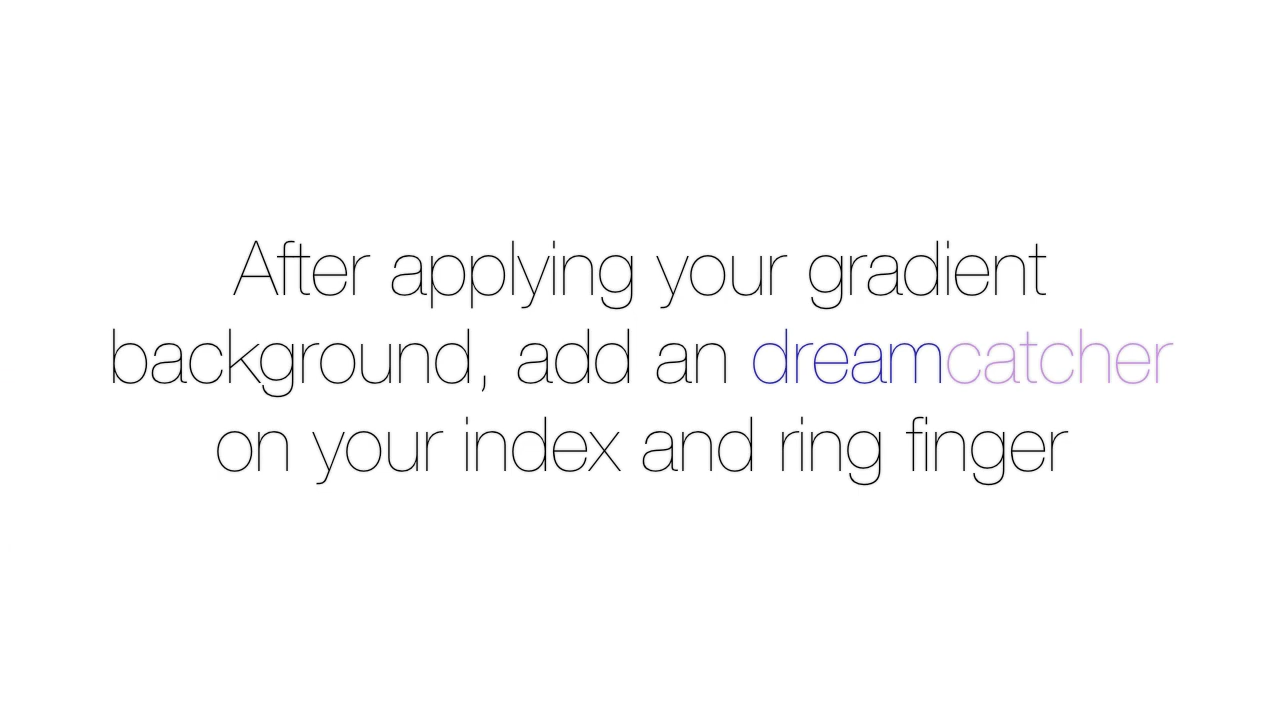 After applying your gradient
background, add an dreamcatcher
on your index and ring finger